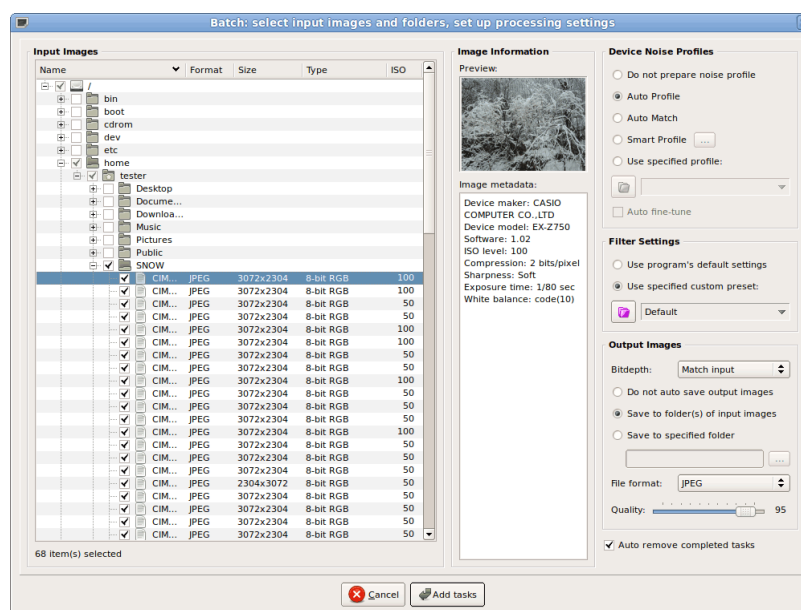 Batch: select input images and folders, set up processing settings
Input Images
Name Format Size Type ISO
/
bin
boot
cdrom
dev
etc
home
tester
Desktop
Docume...
Downloa...
Music
Pictures
Public
SNOW
CIM... JPEG 3072x2304 8-bit RGB 100
CIM... JPEG 3072x2304 8-bit RGB 100
CIM... JPEG 3072x2304 8-bit RGB 50
CIM... JPEG 3072x2304 8-bit RGB 50
CIM... JPEG 3072x2304 8-bit RGB 100
CIM... JPEG 3072x2304 8-bit RGB 100
CIM... JPEG 3072x2304 8-bit RGB 50
CIM... JPEG 3072x2304 8-bit RGB 50
CIM... JPEG 3072x2304 8-bit RGB 100
CIM... JPEG 3072x2304 8-bit RGB 50
CIM... JPEG 3072x2304 8-bit RGB 50
CIM... JPEG 3072x2304 8-bit RGB 50
CIM... JPEG 3072x2304 8-bit RGB 100
CIM... JPEG 3072x2304 8-bit RGB 50
CIM... JPEG 3072x2304 8-bit RGB 50
CIM... JPEG 3072x2304 8-bit RGB 50
CIM... JPEG 2304x3072 8-bit RGB 50
CIM... JPEG 3072x2304 8-bit RGB 50
CIM... JPEG 3072x2304 8-bit RGB 50
CIM... JPEG 3072x2304 8-bit RGB 50
CIM... JPEG 3072x2304 8-bit RGB 50
68 item(s) selected
Image Information
Preview:
Image metadata:
Device maker: CASIO
COMPUTER CO.,LTD
Device model: EX-Z750
Software: 1.02
ISO level: 100
Compression: 2 bits/pixel
Sharpness: Soft
Exposure time: 1/80 sec
White balance: code(10)
Device Noise Profiles
Do not prepare noise profile
Auto Profile
Auto Match
Smart Profile ...
Use specified profile:
Auto fine-tune
Filter Settings
Use program's default settings
Use specified custom preset:
Default
Output Images
Bitdepth: Match input
Do not auto save output images
Save to folder(s) of input images
Save to specified folder
...
File format: JPEG
Quality: 95
Auto remove completed tasks
Cancel
Add tasks